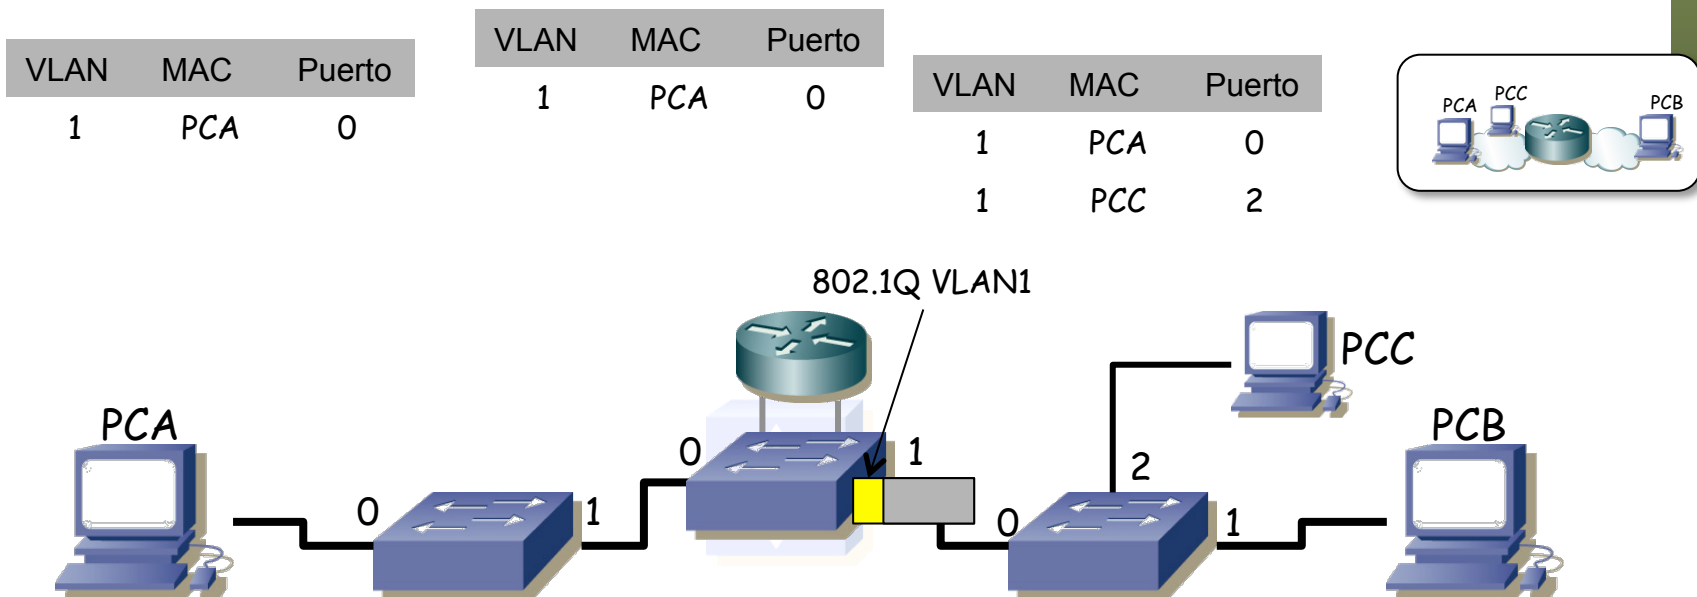 VLAN MAC Puerto
1 PCA 0
VLAN MAC Puerto
1 PCA 0
VLAN MAC Puerto
1 PCA 0
1 PCC 2
PCA PCC PCB
802.1Q VLAN1
PCC
PCA
PCB
0 1
0 1
0 2 1